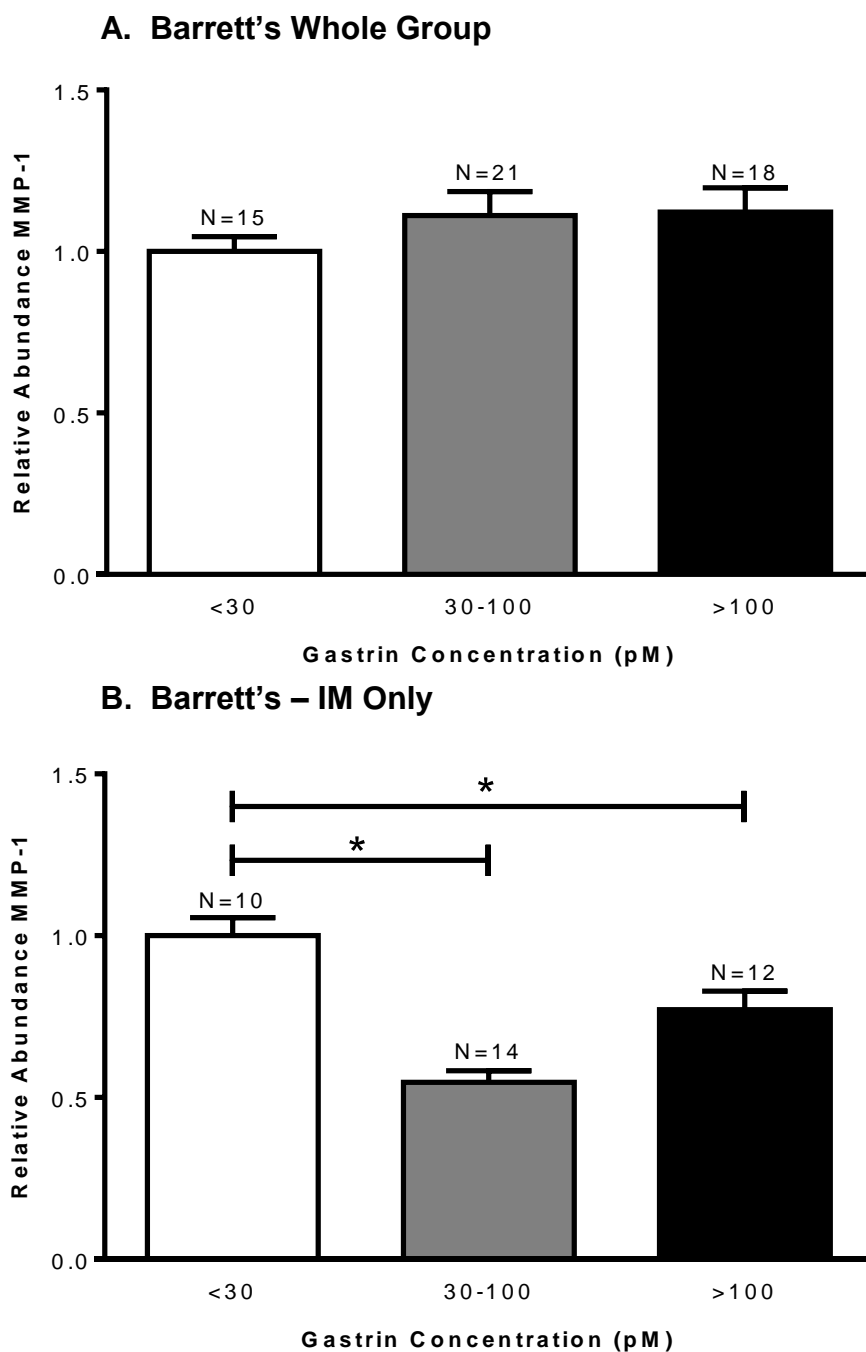 A. Barrett’s Whole Group
1.5
1.0
0.5
0.0
Relative Abundance MMP-1
N=15
N=21
N=18
<30
30-100
>100
Gastrin Concentration (pM)
B. Barrett’s – IM Only
1.5
1.0
0.5
0.0
Relative Abundance MMP-1
*
*
N=10
N=14
N=12
<30
30-100
>100
Gastrin Concentration (pM)